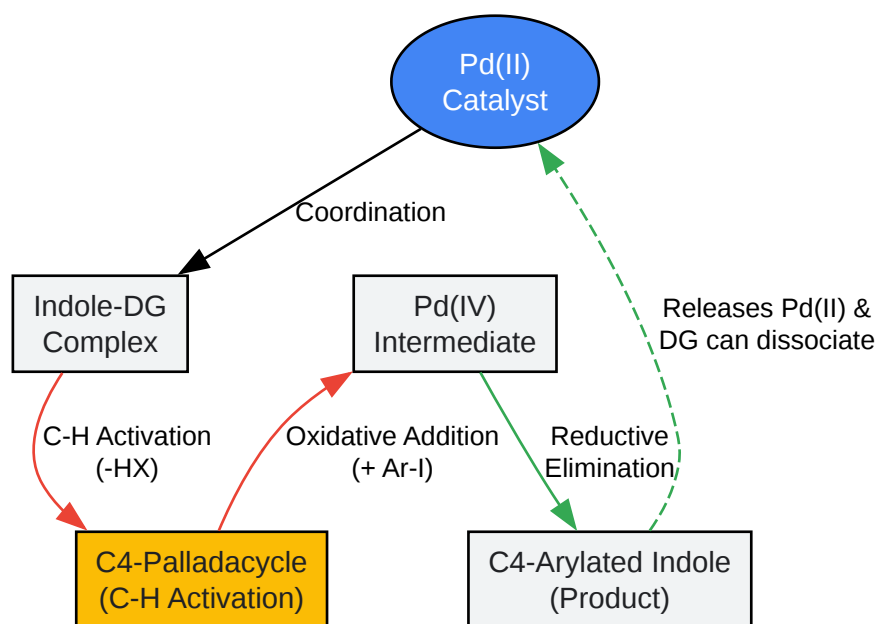 Pd(II)
Catalyst
Coordination
Indole-DG
Complex
Pd(IV)
Intermediate
Releases Pd(II) &
DG can dissociate
C-H Activation
(-HX)
Oxidative Addition
(+ Ar-I)
Reductive
Elimination
C4-Palladacycle
(C-H Activation)
C4-Arylated Indole
(Product)